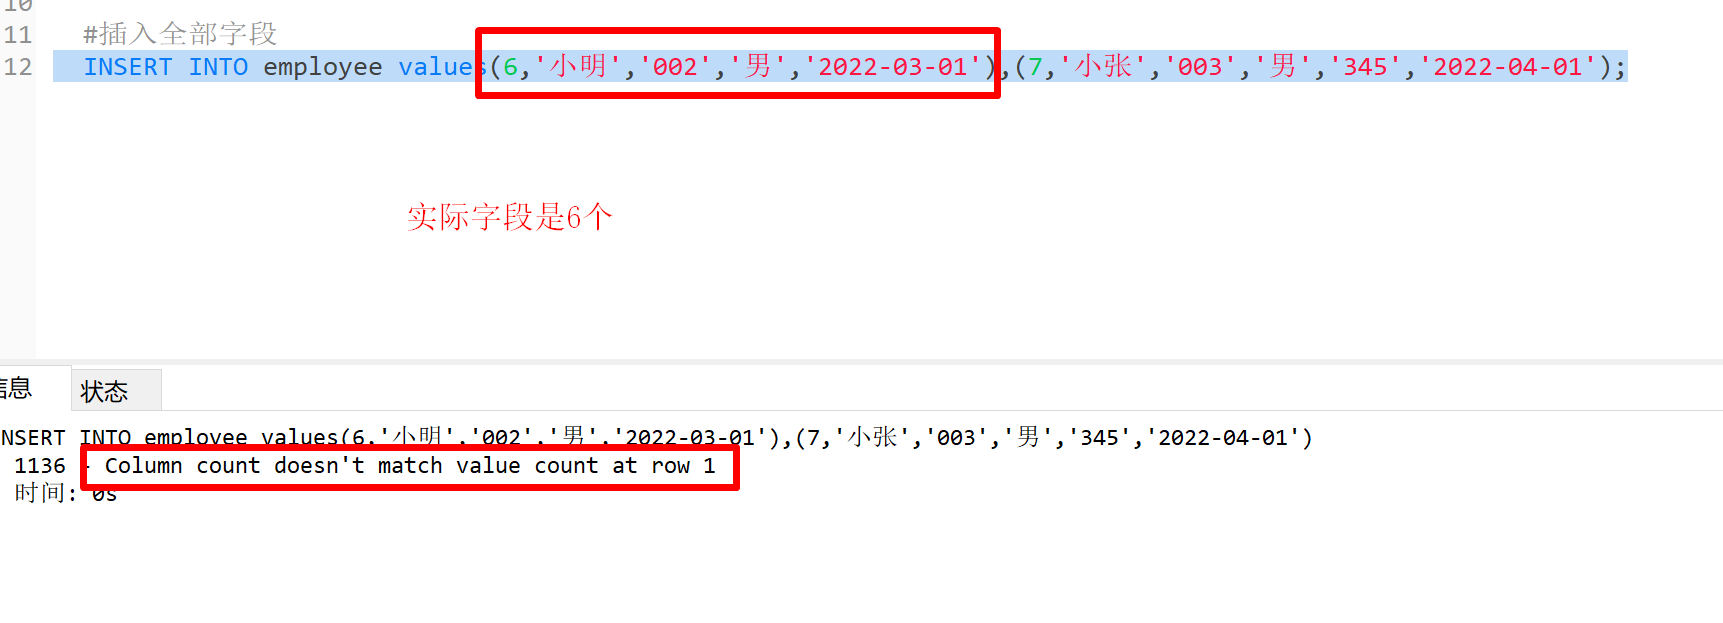 10
11 #插入全部字段
12 INSERT INTO employee values(6,'小明','002','男','2022-03-01'),(7,'小张','003','男','345','2022-04-01');
实际字段是6个
信息 状态
NSERT INTO employee values(6,'小明','002','男','2022-03-01'),(7,'小张','003','男','345','2022-04-01')
1136 - Column count doesn't match value count at row 1
时间: 0s